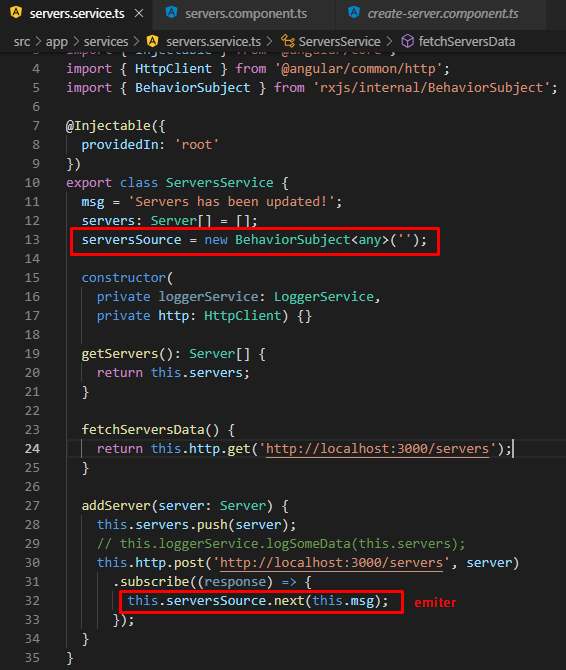 servers.service.ts × servers.component.ts create-server.component.ts
src > app > services > servers.service.ts > ServersService > fetchServersData
3 import { Injectable } from '@angular/core';
4 import { HttpClient } from '@angular/common/http';
5 import { BehaviorSubject } from 'rxjs/internal/BehaviorSubject';
6
7 @Injectable({
8 providedIn: 'root'
9 })
10 export class ServersService {
11 msg = 'Servers has been updated!';
12 servers: Server[] = [];
13 serversSource = new BehaviorSubject<any>('');
14
15 constructor(
16 private loggerService: LoggerService,
17 private http: HttpClient) {}
18
19 getServers(): Server[] {
20 return this.servers;
21 }
22
23 fetchServersData() {
24 return this.http.get('http://localhost:3000/servers');
25 }
26
27 addServer(server: Server) {
28 this.servers.push(server);
29 // this.loggerService.logSomeData(this.servers);
30 this.http.post('http://localhost:3000/servers', server)
31 .subscribe((response) => {
32 this.serversSource.next(this.msg); emiter
33 });
34 }
35 }